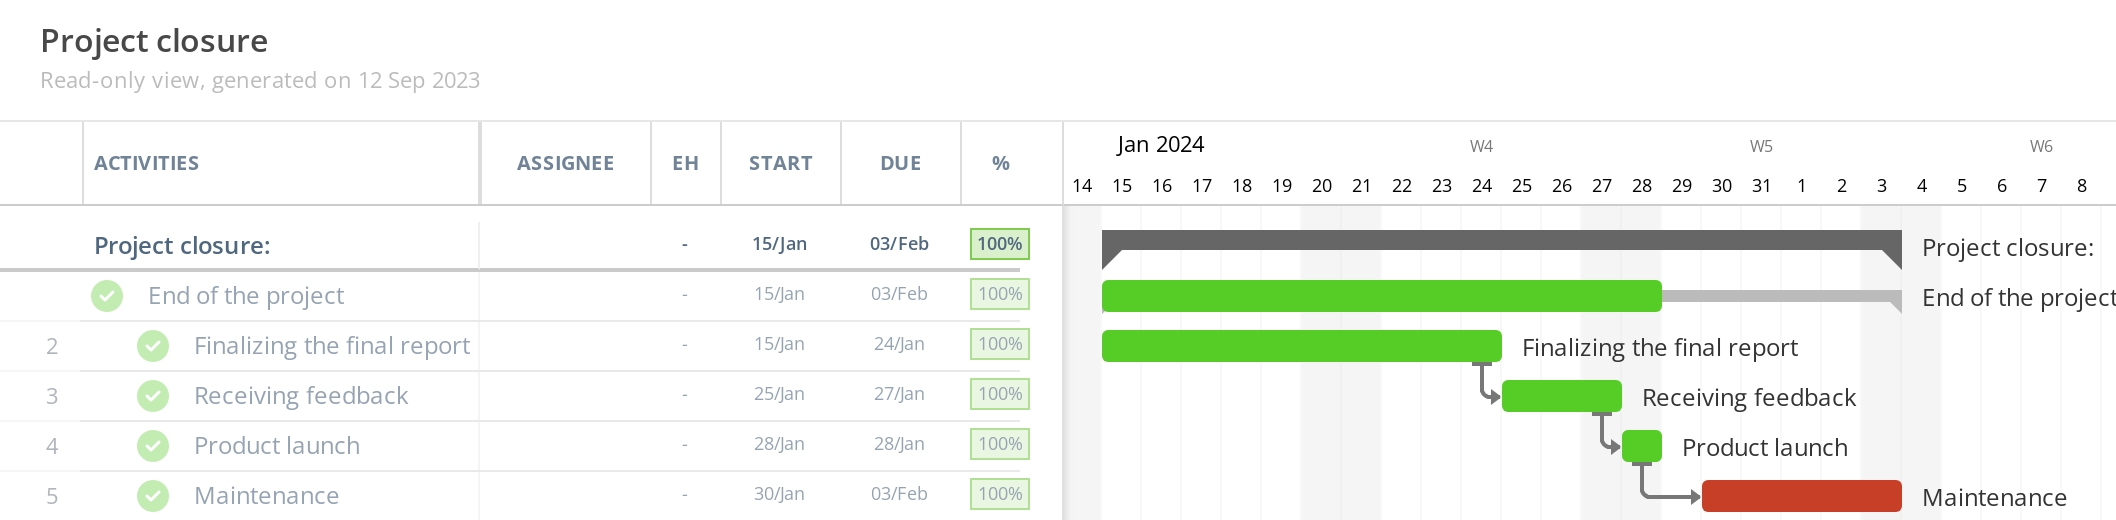 Project closure
Read-only view, generated on 12 Sep 2023
ACTIVITIES ASSIGNEE EH START DUE % Jan 2024 W4 W5 W6
14 15 16 17 18 19 20 21 22 23 24 25 26 27 28 29 30 31 1 2 3 4 5 6 7 8
Project closure: - 15/Jan 03/Feb 100% Project closure:
End of the project - 15/Jan 03/Feb 100% End of the project
2 Finalizing the final report - 15/Jan 24/Jan 100% Finalizing the final report
3 Receiving feedback - 25/Jan 27/Jan 100% Receiving feedback
4 Product launch - 28/Jan 28/Jan 100% Product launch
5 Maintenance - 30/Jan 03/Feb 100% Maintenance